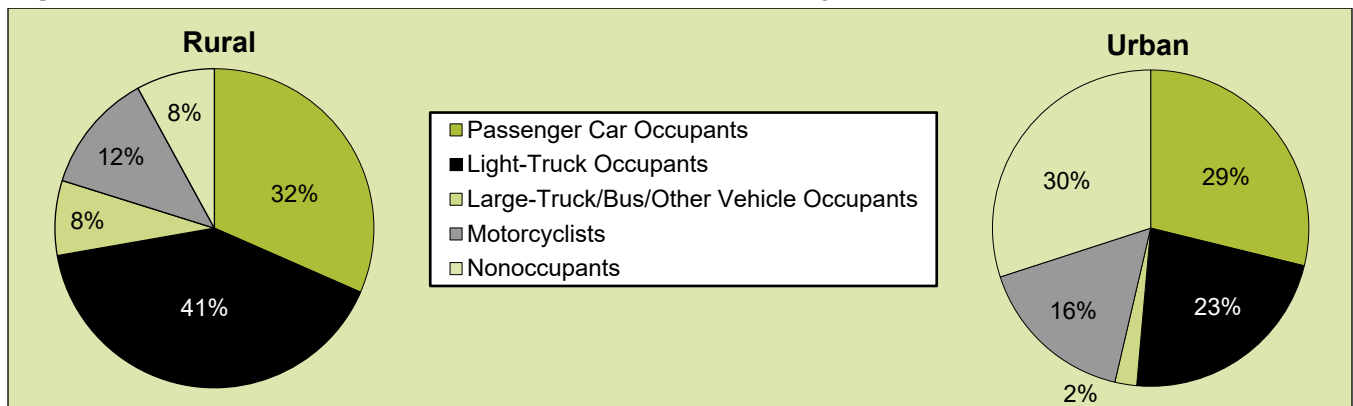 Rural
8%
12%
32%
8%
41%
Passenger Car Occupants
Light-Truck Occupants
Large-Truck/Bus/Other Vehicle Occupants
Motorcyclists
Nonoccupants
Urban
30%
29%
16%
23%
2%